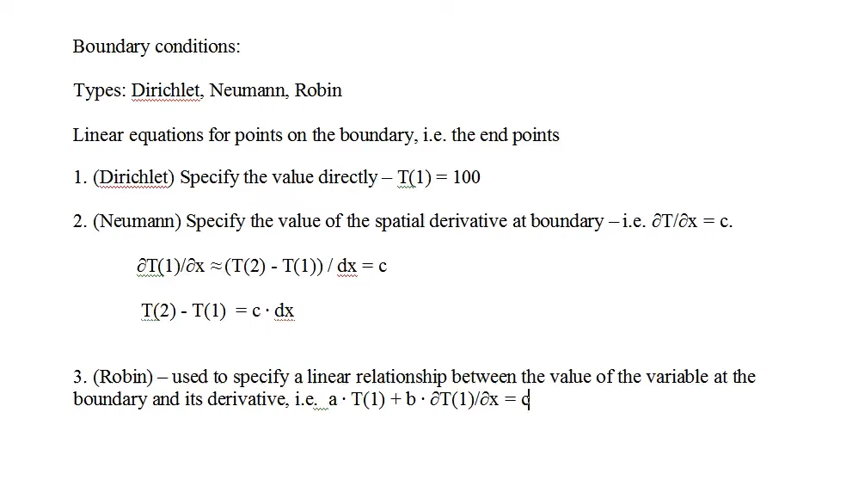 Boundary conditions:
Types: Dirichlet, Neumann, Robin
Linear equations for points on the boundary, i.e. the end points
1. (Dirichlet) Specify the value directly – T(1) = 100
2. (Neumann) Specify the value of the spatial derivative at boundary – i.e. ∂T/∂x = c.
∂T(1)/∂x ≈ (T(2) - T(1)) / dx = c
T(2) - T(1) = c · dx
3. (Robin) – used to specify a linear relationship between the value of the variable at the
boundary and its derivative, i.e. a · T(1) + b · ∂T(1)/∂x = c